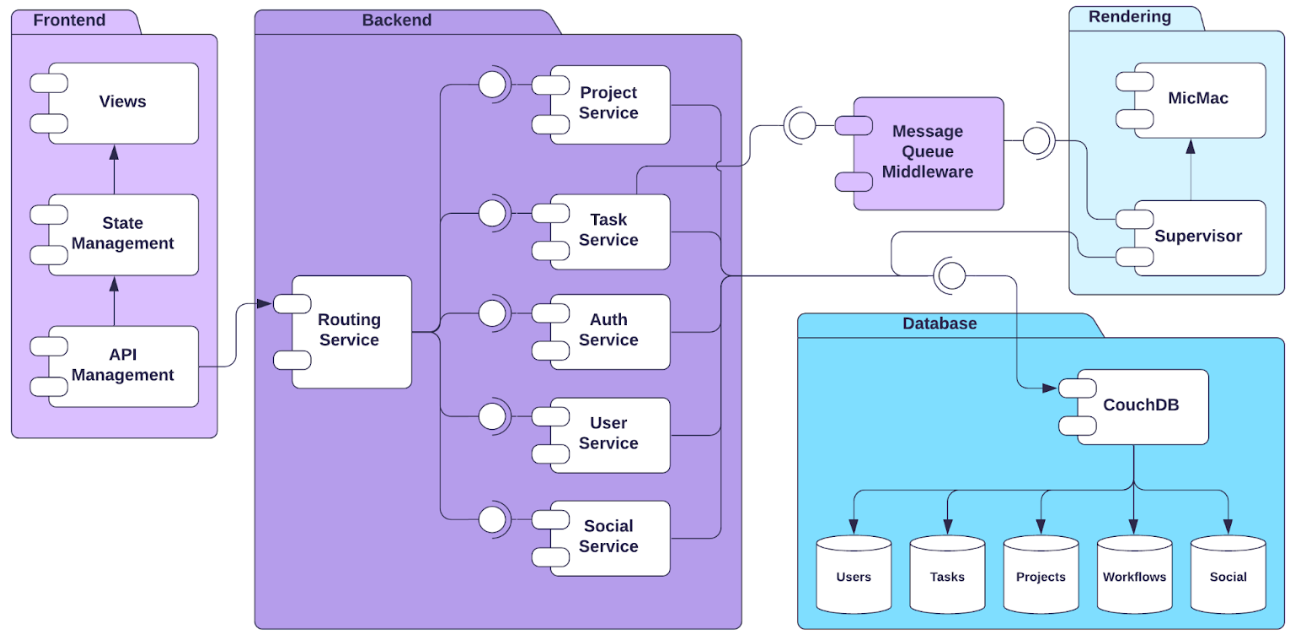 Frontend
Views
State
Management
API
Management
Backend
Routing
Service
Project
Service
Task
Service
Auth
Service
User
Service
Social
Service
Message
Queue
Middleware
Rendering
MicMac
Supervisor
Database
CouchDB
Users
Tasks
Projects
Workflows
Social